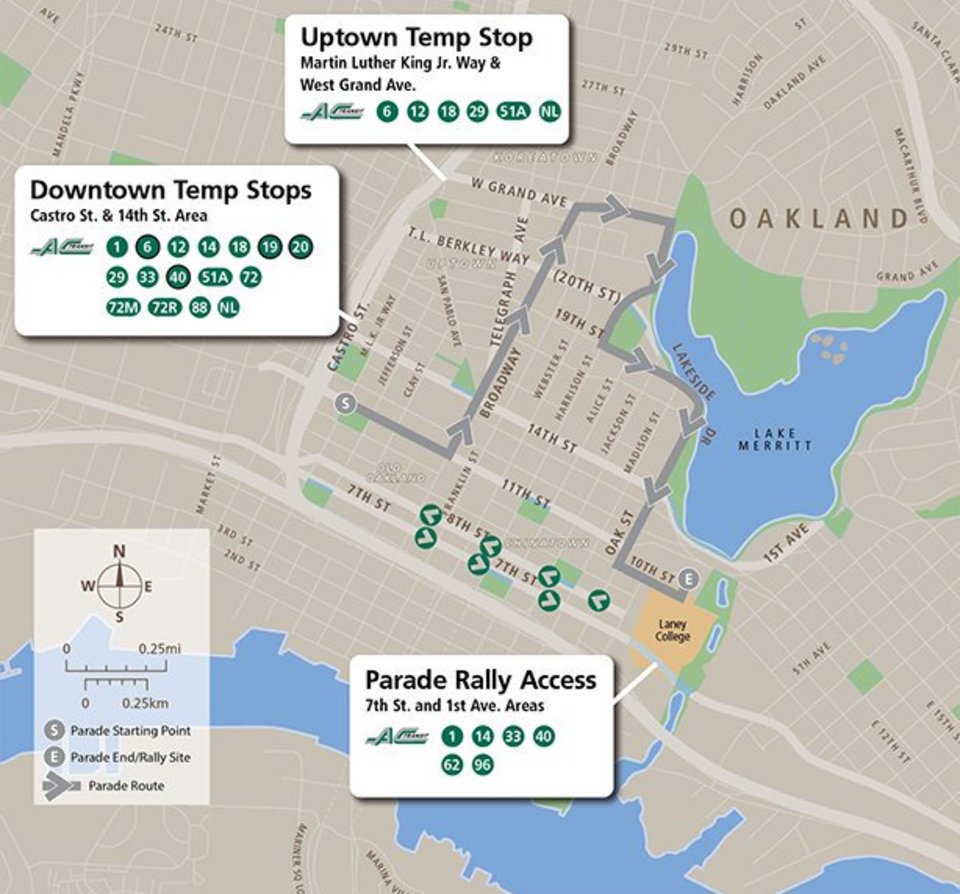 AVE
24TH ST
MANDELA PKWY
Uptown Temp Stop
Martin Luther King Jr. Way &
West Grand Ave.
AC TRANSIT 6 12 18 29 51A NL
29TH ST
27TH ST
HARRISON ST
OAKLAND AVE
SANTA CLARA
MACARTHUR BLVD
BROADWAY
KOREATOWN
Downtown Temp Stops
Castro St. & 14th St. Area
AC TRANSIT 1 6 12 14 18 19 20
29 33 40 51A 72
72M 72R 88 NL
W GRAND AVE
OAKLAND
GRAND AVE
T.L. BERKLEY WAY
UPTOWN
(20TH ST)
TELEGRAPH AVE
SAN PABLO AVE
19TH ST
CASTRO ST.
M.L.K. JR WAY
JEFFERSON ST
CLAY ST
BROADWAY
WEBSTER ST
HARRISON ST
ALICE ST
JACKSON ST
MADISON ST
LAKESIDE DR
LAKE
MERRITT
S
14TH ST
OLD
OAKLAND
FRANKLIN ST
11TH ST
MARKET ST
7TH ST
8TH ST
CHINATOWN
7TH ST
OAK ST
10TH ST
E
1ST AVE
3RD ST
2ND ST
Laney
College
5TH AVE
E 12TH ST
E 15TH ST
N
W E
S
0 0.25mi
0 0.25km
S Parade Starting Point
E Parade End/Rally Site
Parade Route
Parade Rally Access
7th St. and 1st Ave. Areas
AC TRANSIT 1 14 33 40
62 96
MARINER SQ
MARINA